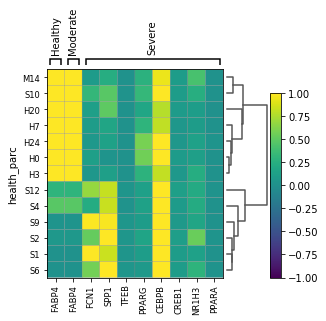 Healthy
Moderate
Severe
health_parc
M14
S10
H20
H7
H24
H0
H3
S12
S4
S9
S2
S1
S6
FABP4
FABP4
FCN1
SPP1
TFEB
PPARG
CEBPB
CREB1
NR1H3
PPARA
1.00
0.75
0.50
0.25
0.00
−0.25
−0.50
−0.75
−1.00